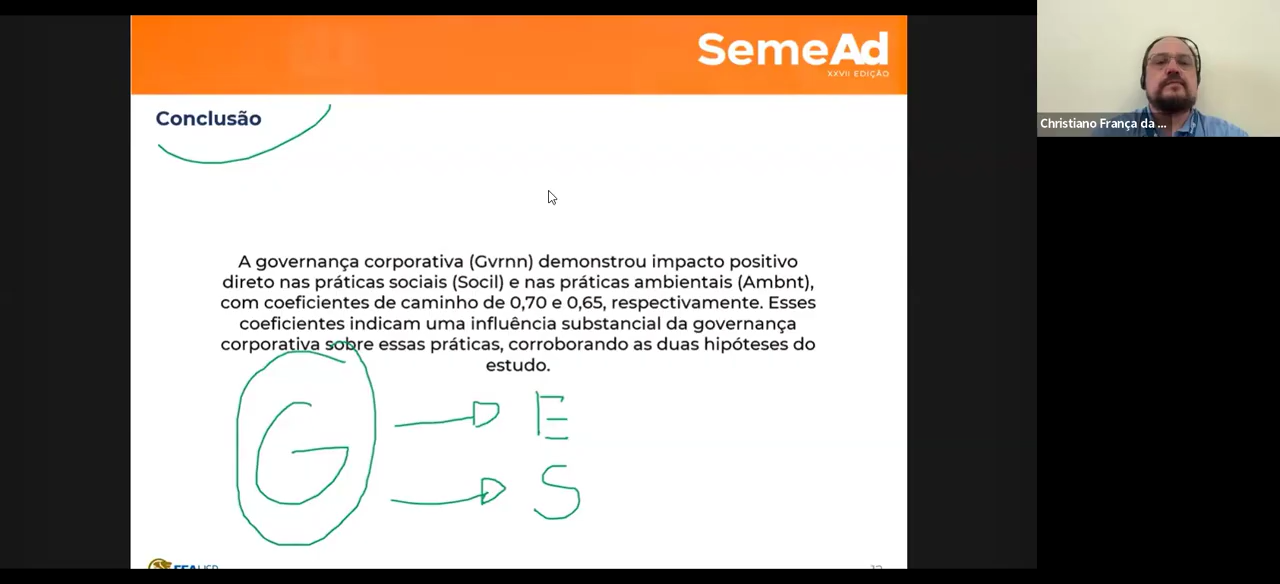 SemeAd
XXVII EDIÇÃO
Conclusão
Christiano França da ...
A governança corporativa (Gvrnn) demonstrou impacto positivo
direto nas práticas sociais (Socil) e nas práticas ambientais (Ambnt),
com coeficientes de caminho de 0,70 e 0,65, respectivamente. Esses
coeficientes indicam uma influência substancial da governança
corporativa sobre essas práticas, corroborando as duas hipóteses do
estudo.
G
E
S